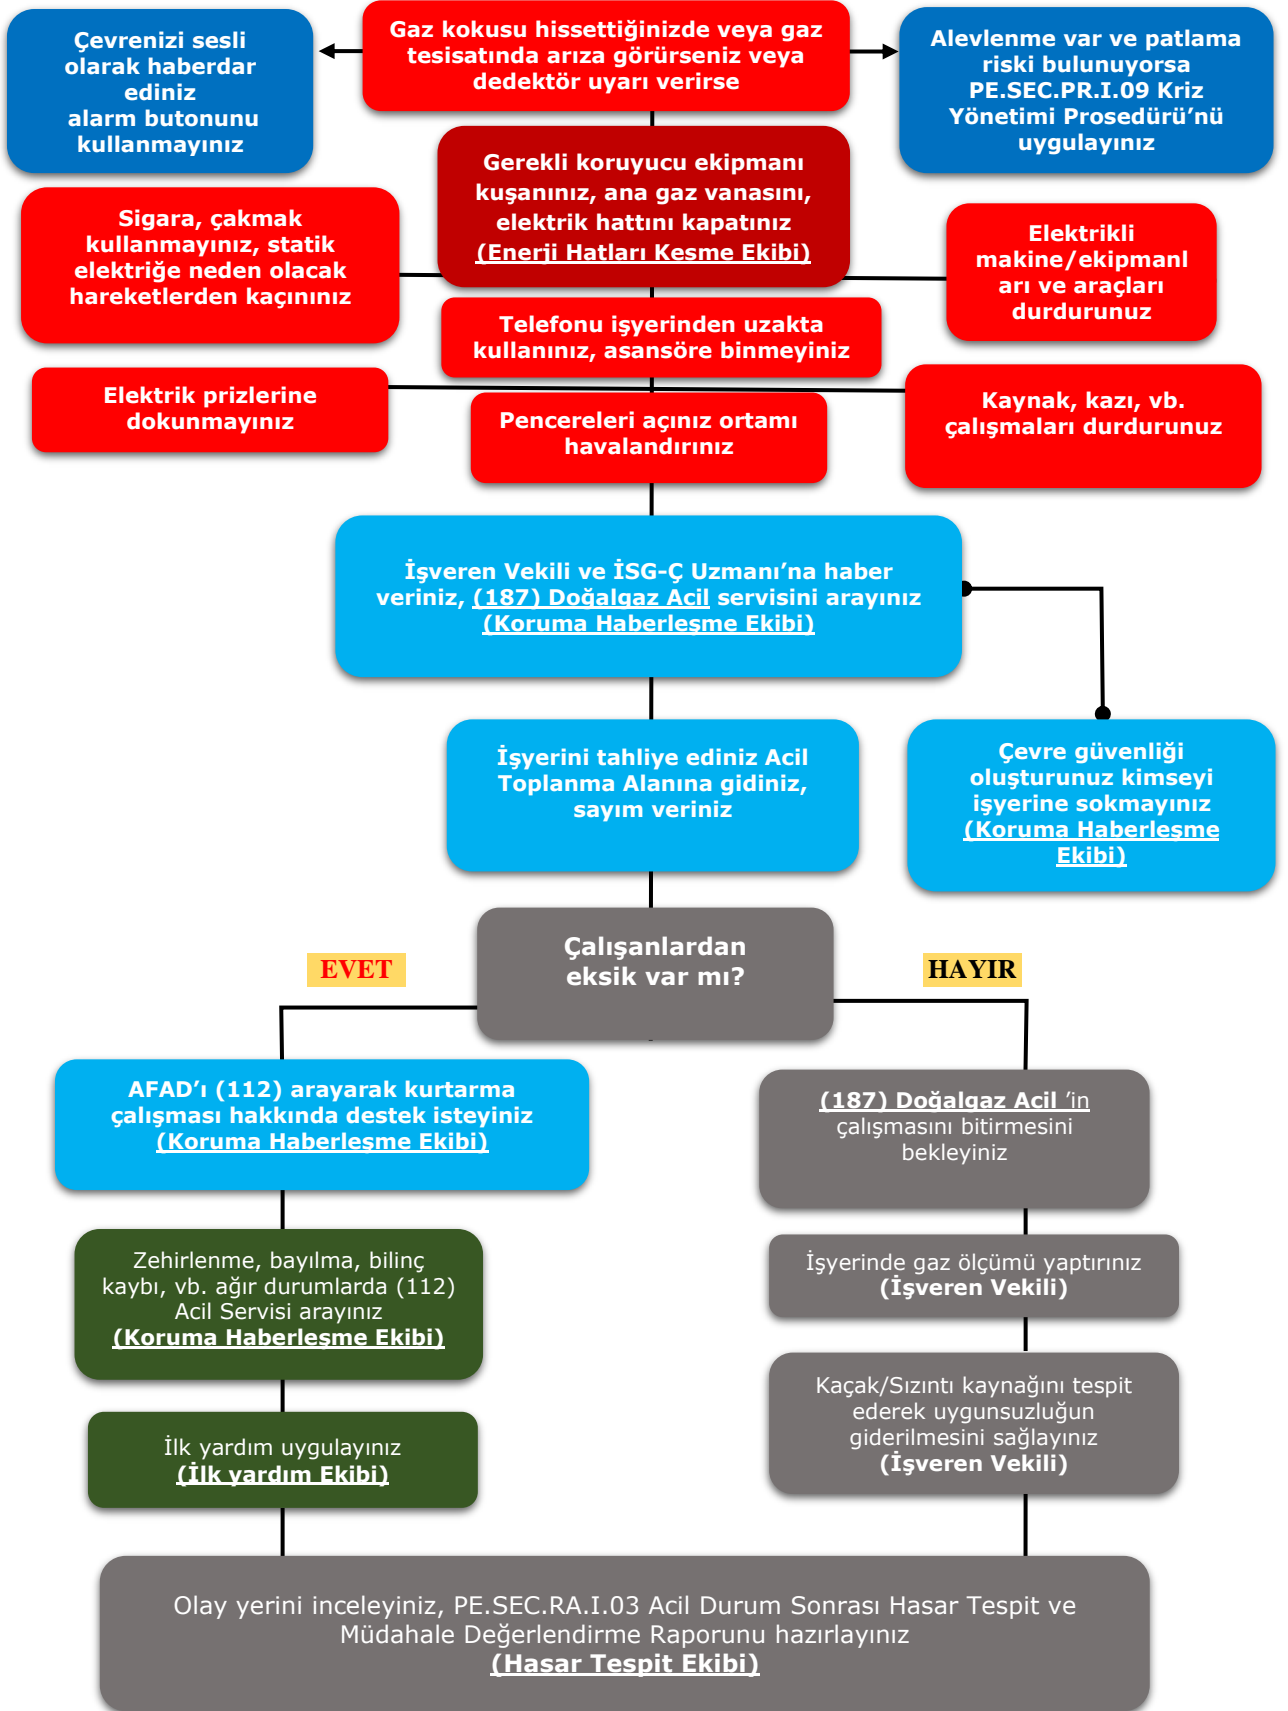 Çevrenizi sesli
olarak haberdar
ediniz
alarm butonunu
kullanmayınız
Gaz kokusu hissettiğinizde veya gaz
tesisatında arıza görürseniz veya
dedektör uyarı verirse
Alevlenme var ve patlama
riski bulunuyorsa
PE.SEC.PR.I.09 Kriz
Yönetimi Prosedürü’nü
uygulayınız
Gerekli koruyucu ekipmanı
kuşanınız, ana gaz vanasını,
elektrik hattını kapatınız
(Enerji Hatları Kesme Ekibi)
Sigara, çakmak
kullanmayınız, statik
elektriğe neden olacak
hareketlerden kaçınınız
Elektrikli
makine/ekipmanl
arı ve araçları
durdurunuz
Telefonu işyerinden uzakta
kullanınız, asansöre binmeyiniz
Elektrik prizlerine
dokunmayınız
Pencereleri açınız ortamı
havalandırınız
Kaynak, kazı, vb.
çalışmaları durdurunuz
İşveren Vekili ve İSG-Ç Uzmanı’na haber
veriniz, (187) Doğalgaz Acil servisini arayınız
(Koruma Haberleşme Ekibi)
İşyerini tahliye ediniz Acil
Toplanma Alanına gidiniz,
sayım veriniz
Çevre güvenliği
oluşturunuz kimseyi
işyerine sokmayınız
(Koruma Haberleşme
Ekibi)
Çalışanlardan
eksik var mı?
EVET
HAYIR
AFAD’ı (112) arayarak kurtarma
çalışması hakkında destek isteyiniz
(Koruma Haberleşme Ekibi)
(187) Doğalgaz Acil ’in
çalışmasını bitirmesini
bekleyiniz
Zehirlenme, bayılma, bilinç
kaybı, vb. ağır durumlarda (112)
Acil Servisi arayınız
(Koruma Haberleşme Ekibi)
İşyerinde gaz ölçümü yaptırınız
(İşveren Vekili)
Kaçak/Sızıntı kaynağını tespit
ederek uygunsuzluğun
giderilmesini sağlayınız
(İşveren Vekili)
İlk yardım uygulayınız
(İlk yardım Ekibi)
Olay yerini inceleyiniz, PE.SEC.RA.I.03 Acil Durum Sonrası Hasar Tespit ve
Müdahale Değerlendirme Raporunu hazırlayınız
(Hasar Tespit Ekibi)